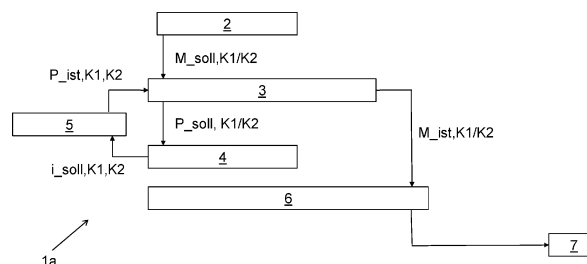 2
M_soll,K1/K2
P_ist,K1,K2
3
P_soll, K1/K2
5
M_ist,K1/K2
4
i_soll,K1,K2
6
7
1a